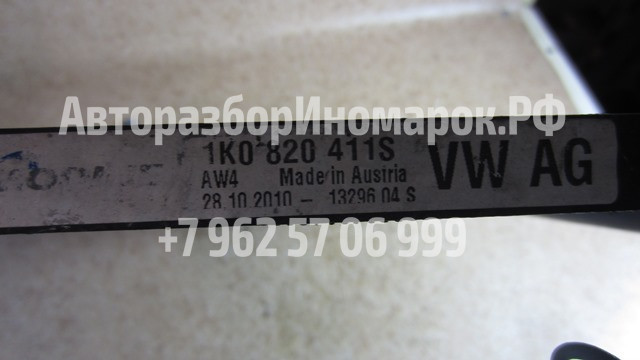 АвторазборИномарок.РФ
1K0 820 411S
VW AG
AW4 Made in Austria
28.10.2010 - 13296 04 S
+7 962 57 06 999